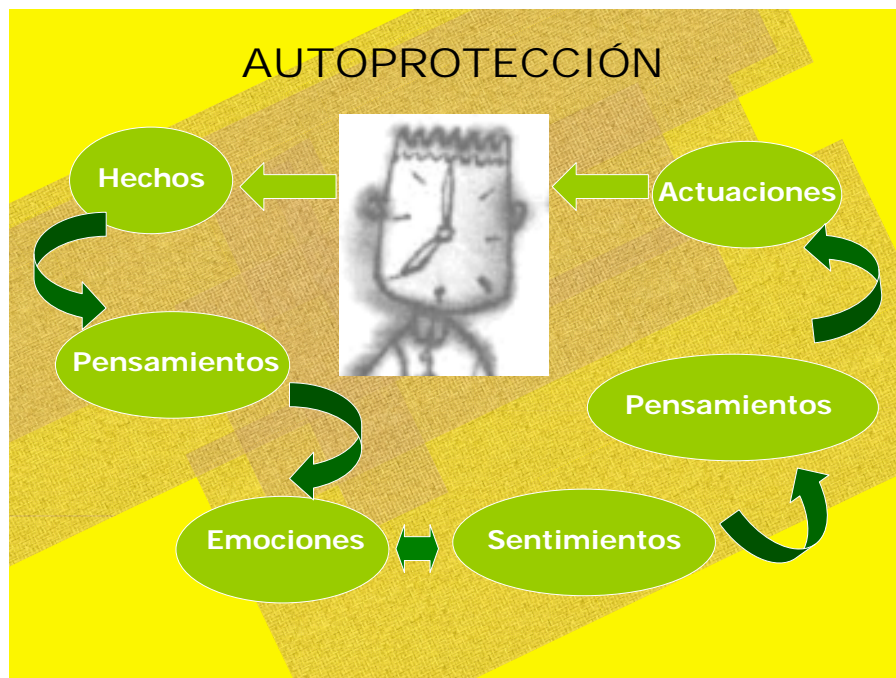 AUTOPROTECCIÓN
Hechos
Actuaciones
Pensamientos
Pensamientos
Emociones
Sentimientos